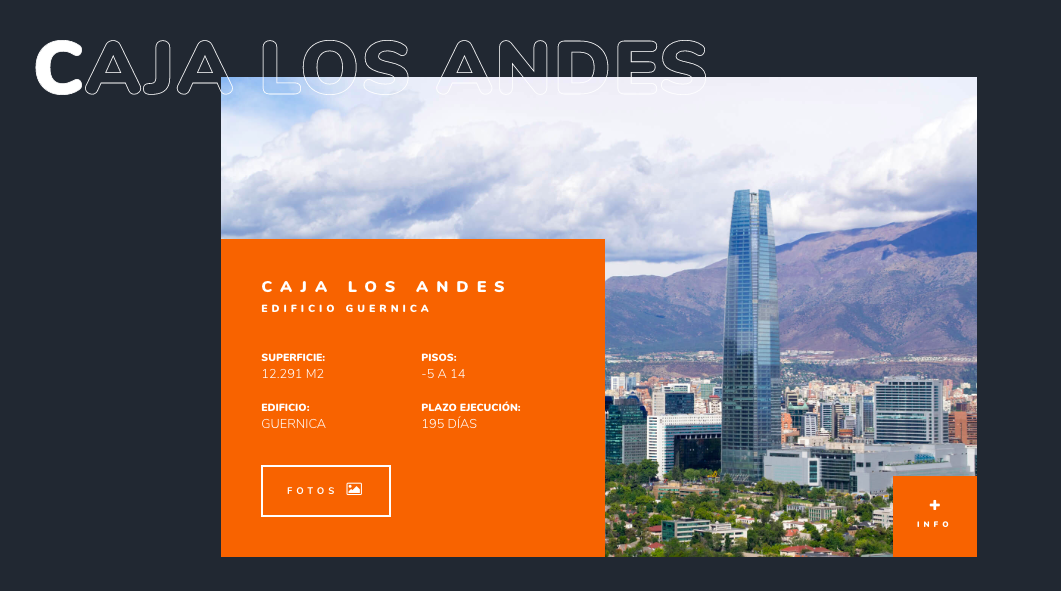 CAJA LOS ANDES
CAJA LOS ANDES
EDIFICIO GUERNICA
SUPERFICIE:
12.291 M2
PISOS:
-5 A 14
EDIFICIO:
GUERNICA
PLAZO EJECUCIÓN:
195 DÍAS
FOTOS
+
INFO